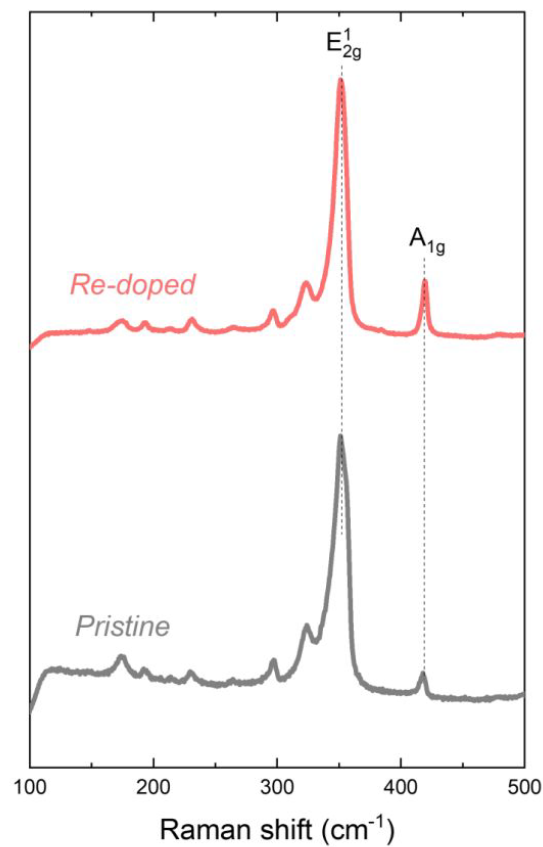 E¹₂g
A₁g
Re-doped
Pristine
100 200 300 400 500
Raman shift (cm⁻¹)